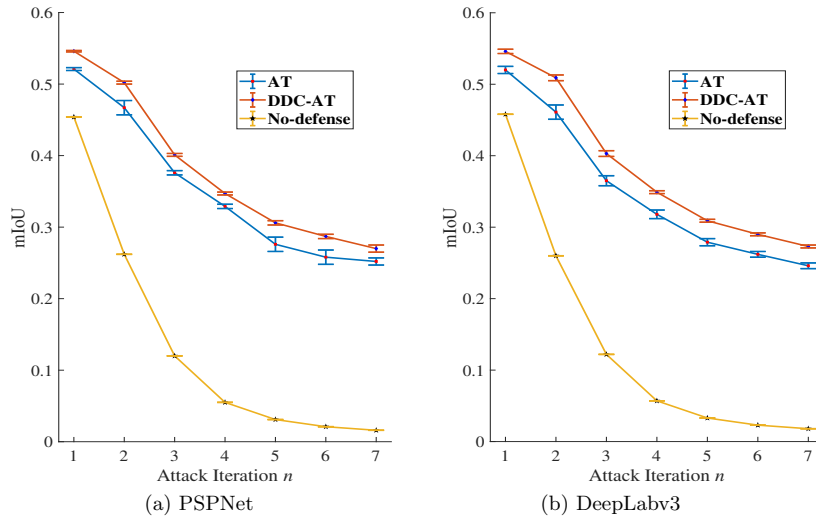 0.6
0.5
0.4
0.3
0.2
0.1
0
mIoU
AT
DDC-AT
No-defense
1 2 3 4 5 6 7
Attack Iteration n
(a) PSPNet
0.6
0.5
0.4
0.3
0.2
0.1
0
mIoU
AT
DDC-AT
No-defense
1 2 3 4 5 6 7
Attack Iteration n
(b) DeepLabv3